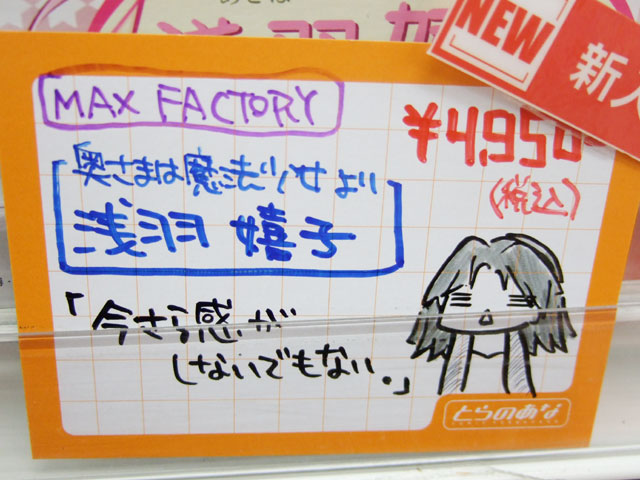 NEW
新人
MAX FACTORY
¥4,950-
(税込)
奥さまは魔法少女より
浅羽 嬉子
「今さら感が
しないでもない。」
とらのあな